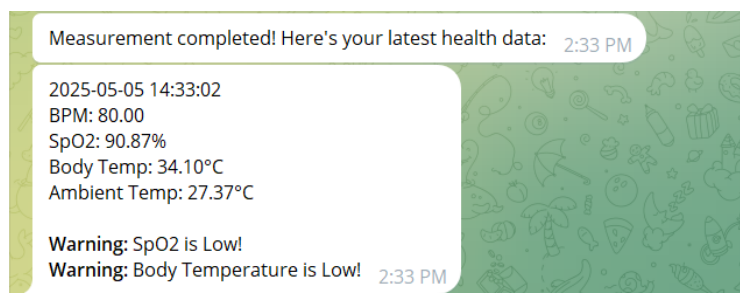 Measurement completed! Here's your latest health data: 2:33 PM
2025-05-05 14:33:02
BPM: 80.00
SpO2: 90.87%
Body Temp: 34.10°C
Ambient Temp: 27.37°C
Warning: SpO2 is Low!
Warning: Body Temperature is Low! 2:33 PM